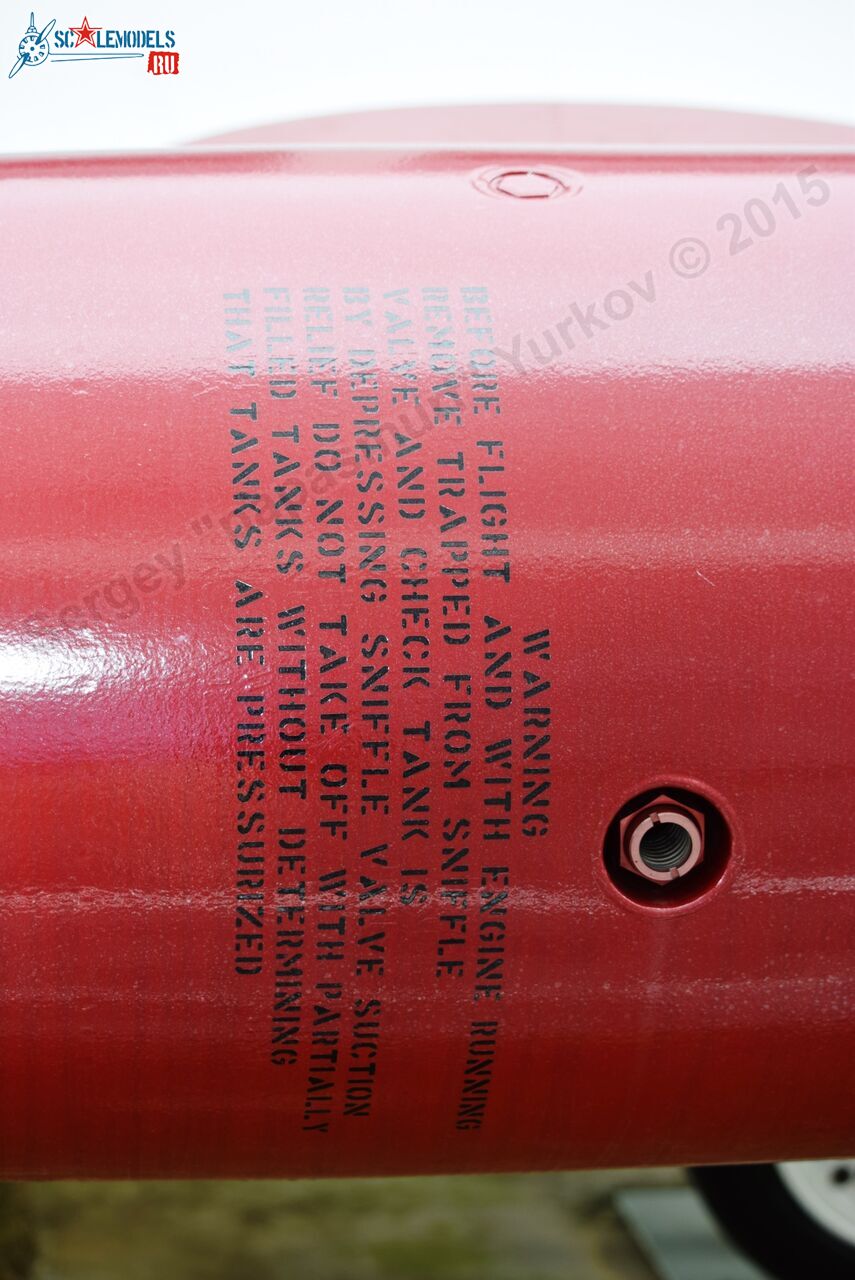 SCALEMODELS
RU
Sergey
Yurkov © 2015
WARNING
BEFORE FLIGHT AND WITH ENGINE RUNNING
REMOVE TRAPPED FROM SNIFFLE
VALVE AND CHECK TANK IS
BY DEPRESSING SNIFFLE VALVE SUCTION
RELIEF DO NOT TAKE OFF WITH PARTIALLY
FILLED TANKS WITHOUT DETERMINING
THAT TANKS ARE PRESSURIZED